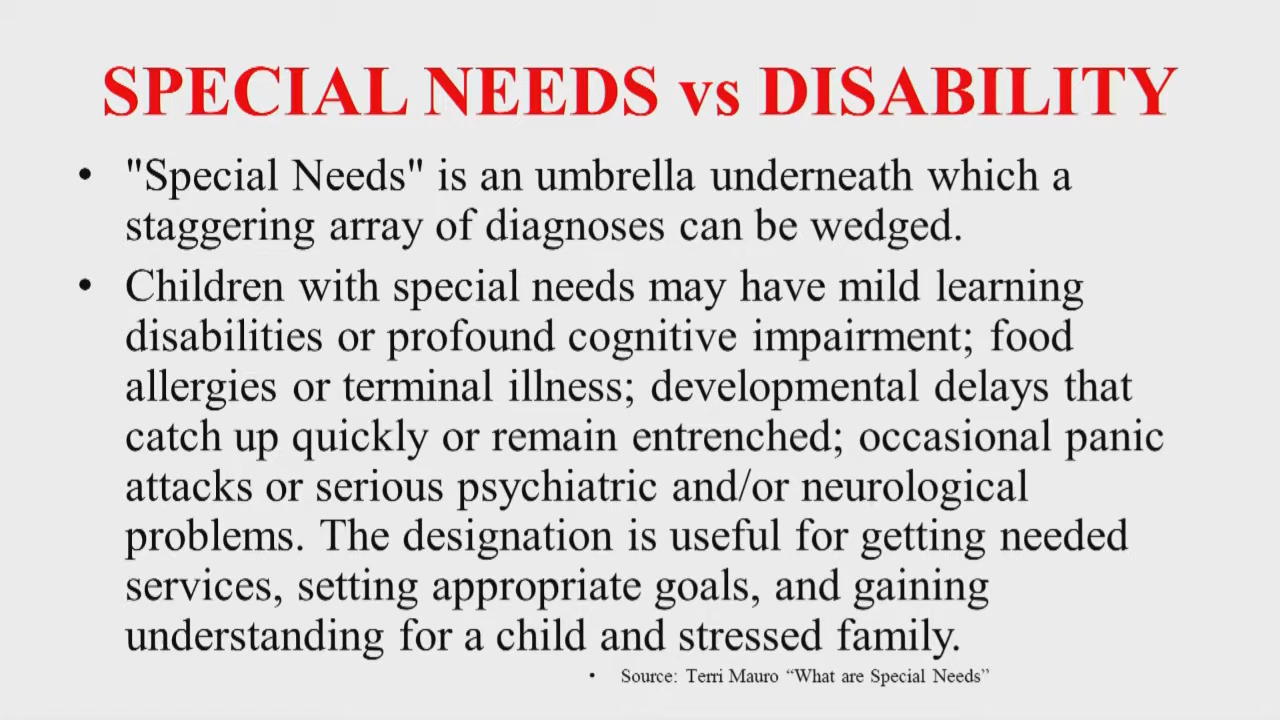 SPECIAL NEEDS vs DISABILITY
• "Special Needs" is an umbrella underneath which a
staggering array of diagnoses can be wedged.
• Children with special needs may have mild learning
disabilities or profound cognitive impairment; food
allergies or terminal illness; developmental delays that
catch up quickly or remain entrenched; occasional panic
attacks or serious psychiatric and/or neurological
problems. The designation is useful for getting needed
services, setting appropriate goals, and gaining
understanding for a child and stressed family.
• Source: Terri Mauro “What are Special Needs”